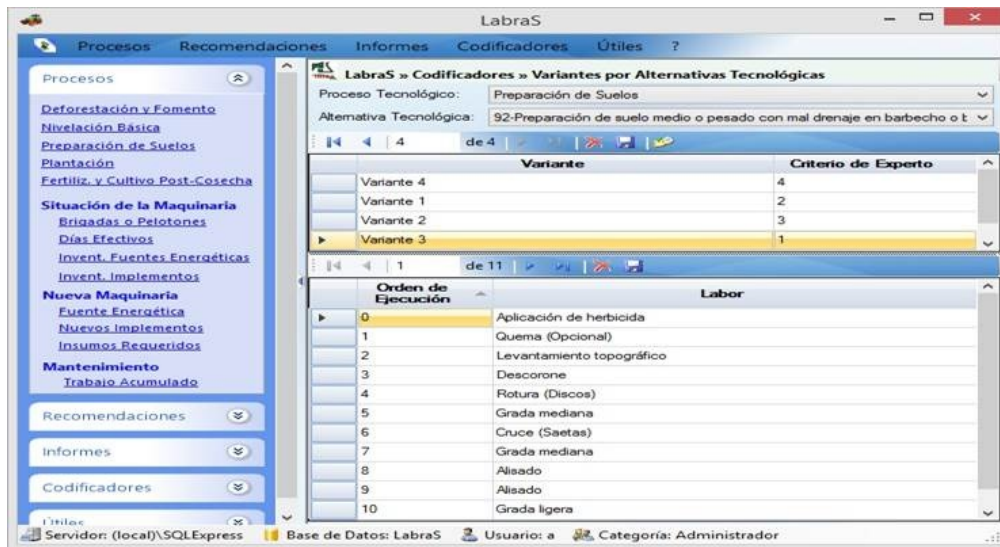 LabraS
Procesos Recomendaciones Informes Codificadores Útiles ?
Procesos
Deforestación y Fomento
Nivelación Básica
Preparación de Suelos
Plantación
Fertiliz. y Cultivo Post-Cosecha
Situación de la Maquinaria
Brigadas o Pelotones
Días Efectivos
Invent. Fuentes Energéticas
Invent. Implementos
Nueva Maquinaria
Fuente Energética
Nuevos Implementos
Insumos Requeridos
Mantenimiento
Trabajo Acumulado
Recomendaciones
Informes
Codificadores
Útiles
LabraS » Codificadores » Variantes por Alternativas Tecnológicas
Proceso Tecnológico: Preparación de Suelos
Alternativa Tecnológica: 92-Preparación de suelo medio o pesado con mal drenaje en barbecho o
4 de 4
Variante Criterio de Experto
Variante 4 4
Variante 1 2
Variante 2 3
Variante 3 1
1 de 11
Orden de Ejecución Labor
0 Aplicación de herbicida
1 Quema (Opcional)
2 Levantamiento topográfico
3 Descorone
4 Rotura (Discos)
5 Grada mediana
6 Cruce (Saetas)
7 Grada mediana
8 Alisado
9 Alisado
10 Grada ligera
Servidor: (local)\SQLExpress Base de Datos: LabraS Usuario: a Categoría: Administrador